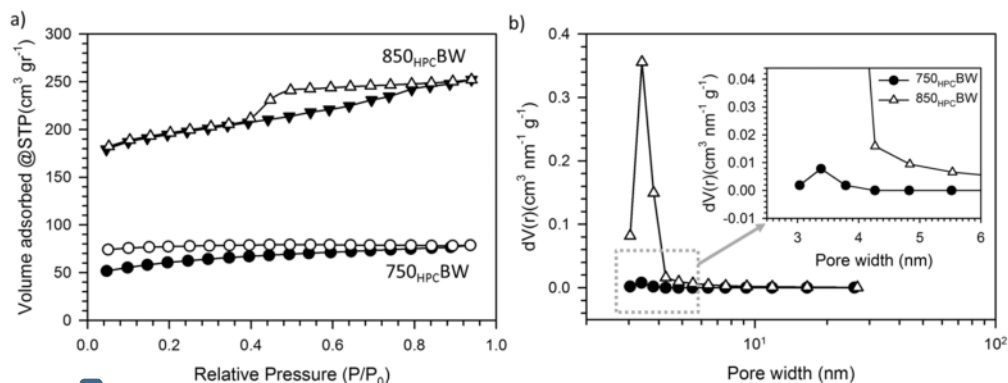 a)
300
250
200
150
100
50
0
Volume adsorbed @STP(cm³ gr⁻¹)
850HPCBW
750HPCBW
0.0 0.2 0.4 0.6 0.8 1.0
Relative Pressure (P/P₀)
b)
0.4
0.3
0.2
0.1
0.0
dV(r)(cm³ nm⁻¹ g⁻¹)
10¹ 10²
Pore width (nm)
750HPCBW
850HPCBW
0.04
0.03
0.02
0.01
0.00
-0.01
dV(r)(cm³ nm⁻¹ g⁻¹)
3 4 5 6
Pore width (nm)